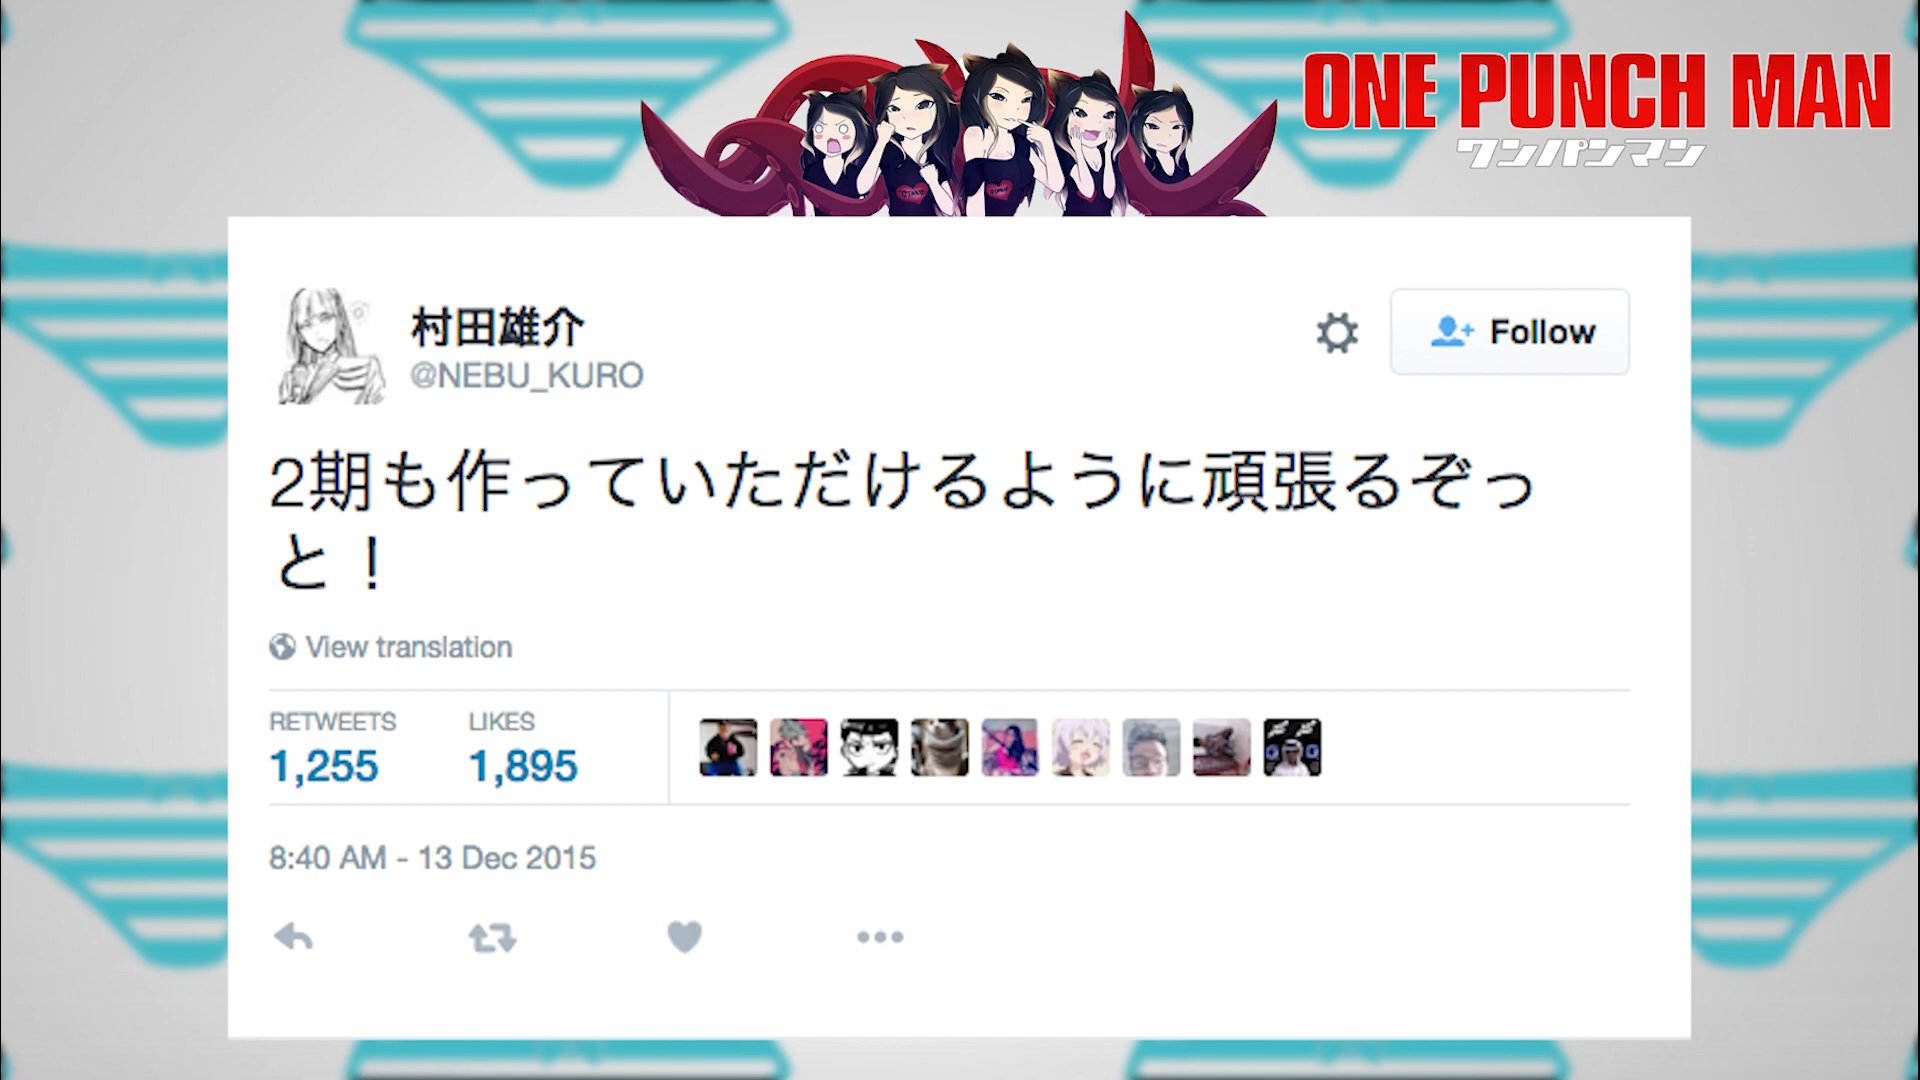 ONE PUNCH MAN
ワンパンマン
村田雄介
@NEBU_KURO
Follow
2期も作っていただけるように頑張るぞっ
と！
View translation
RETWEETS
LIKES
1,255
1,895
8:40 AM - 13 Dec 2015